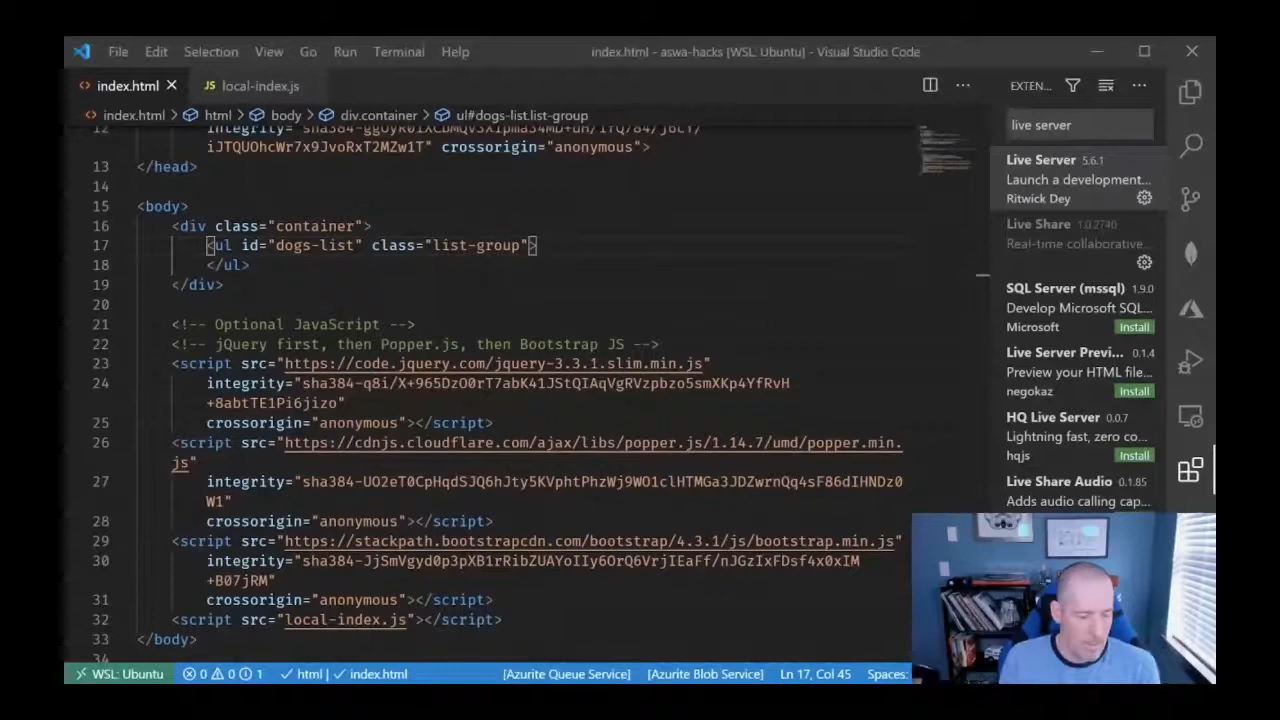 File Edit Selection View Go Run Terminal Help index.html - aswa-hacks [WSL: Ubuntu] - Visual Studio Code
index.html JS local-index.js EXTEN...
index.html > html > body > div.container > ul#dogs-list.list-group
live server
12
iJTQUOhcWr7x9JvoRxT2MZw1T" crossorigin="anonymous">
13 </head>
14
15 <body>
16 <div class="container">
17 <ul id="dogs-list" class="list-group">
18 </ul>
19 </div>
20
21 <!-- Optional JavaScript -->
22 <!-- jQuery first, then Popper.js, then Bootstrap JS -->
23 <script src="https://code.jquery.com/jquery-3.3.1.slim.min.js"
24 integrity="sha384-q8i/X+965DzO0rT7abK41JStQIAqVgRVzpbzo5smXKp4YfRvH
+8abtTE1Pi6jizo"
25 crossorigin="anonymous"></script>
26 <script src="https://cdnjs.cloudflare.com/ajax/libs/popper.js/1.14.7/umd/popper.min.
js"
27 integrity="sha384-UO2eT0CpHqdSJQ6hJty5KVphtPhzWj9WO1clHTMGa3JDZwrnQq4sF86dIHNDz0
W1"
28 crossorigin="anonymous"></script>
29 <script src="https://stackpath.bootstrapcdn.com/bootstrap/4.3.1/js/bootstrap.min.js"
30 integrity="sha384-JjSmVgyd0p3pXB1rRibZUAYoIIy6OrQ6VrjIEaFf/nJGzIxFDsf4x0xIM
+B07jRM"
31 crossorigin="anonymous"></script>
32 <script src="local-index.js"></script>
33 </body>
34
Live Server 5.6.1
Launch a development...
Ritwick Dey
Live Share 1.0.2740
Real-time collaborative...
SQL Server (mssql) 1.9.0
Develop Microsoft SQL...
Microsoft Install
Live Server Previ... 0.1.4
Preview your HTML file...
negokaz Install
HQ Live Server 0.0.7
Lightning fast, zero co...
hqjs Install
Live Share Audio 0.1.85
Adds audio calling cap...
WSL: Ubuntu 0 0 1 html | index.html [Azurite Queue Service] [Azurite Blob Service] Ln 17, Col 45 Spaces: